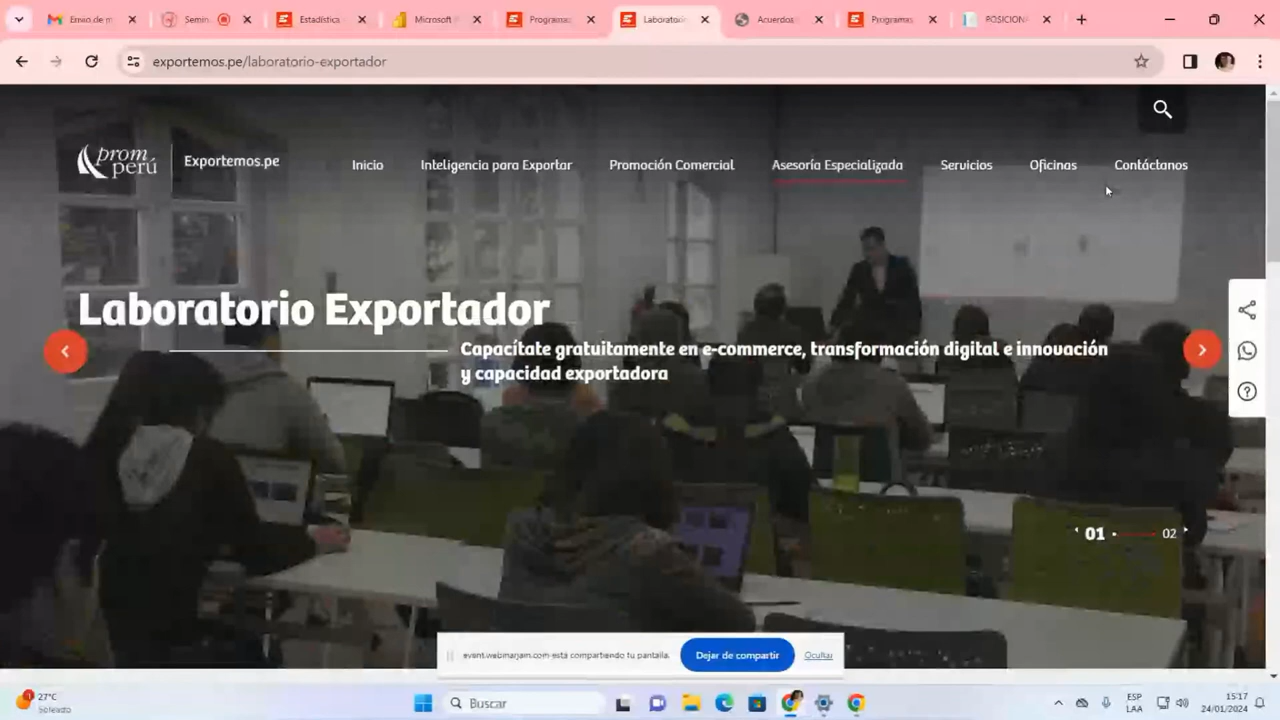 Envío de m
Semin
Estadística
Microsoft
Programas
Laboratorio
Acuerdos
Programas
POSICION
exportemos.pe/laboratorio-exportador
prom
perú
Exportemos.pe
Inicio
Inteligencia para Exportar
Promoción Comercial
Asesoría Especializada
Servicios
Oficinas
Contáctanos
Laboratorio Exportador
Capacítate gratuitamente en e-commerce, transformación digital e innovación
y capacidad exportadora
01
02
event.webinarjam.com está compartiendo tu pantalla.
Dejar de compartir
Ocultar
1
27°C
Soleado
Buscar
ESP
LAA
15:17
24/01/2024